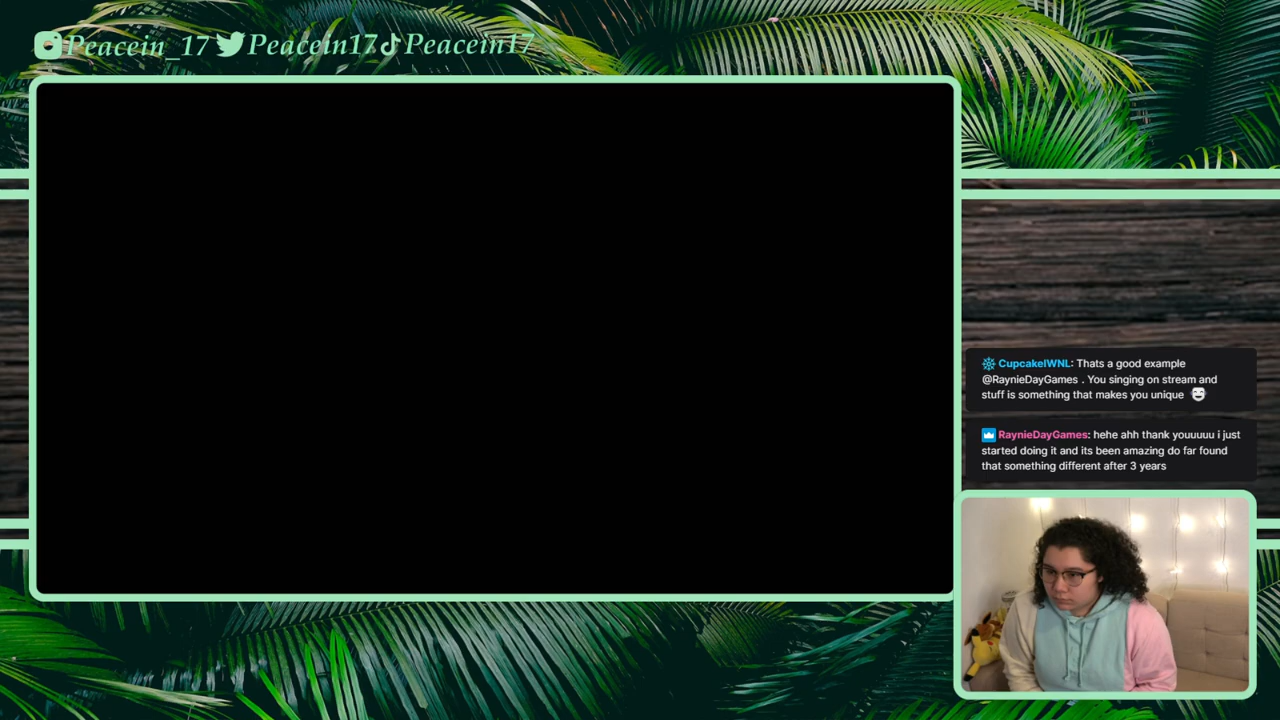 Peacein_17 Peacein17 Peacein17
CupcakeIWNL: Thats a good example
@RaynieDayGames . You singing on stream and
stuff is something that makes you unique
RaynieDayGames: hehe ahh thank youuuuu i just
started doing it and its been amazing do far found
that something different after 3 years